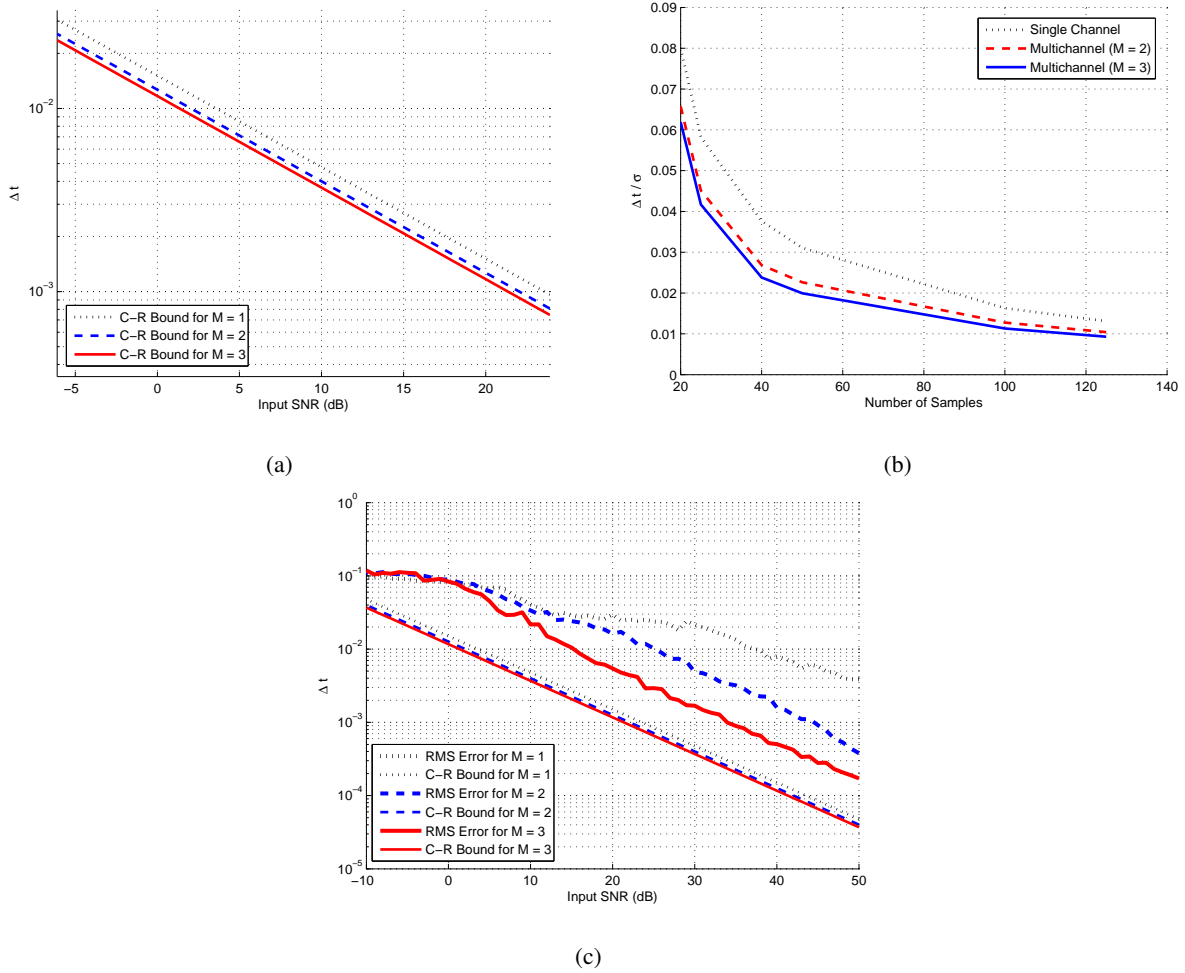 10^−2
10^−3
Δ t
−5
0
5
10
15
20
Input SNR (dB)
C−R Bound for M = 1
C−R Bound for M = 2
C−R Bound for M = 3
(a)
0.09
0.08
0.07
0.06
0.05
0.04
0.03
0.02
0.01
0
Δ t / σ
20
40
60
80
100
120
140
Number of Samples
Single Channel
Multichannel (M = 2)
Multichannel (M = 3)
(b)
10^0
10^−1
10^−2
10^−3
10^−4
10^−5
Δ t
−10
0
10
20
30
40
50
Input SNR (dB)
RMS Error for M = 1
C−R Bound for M = 1
RMS Error for M = 2
C−R Bound for M = 2
RMS Error for M = 3
C−R Bound for M = 3
(c)